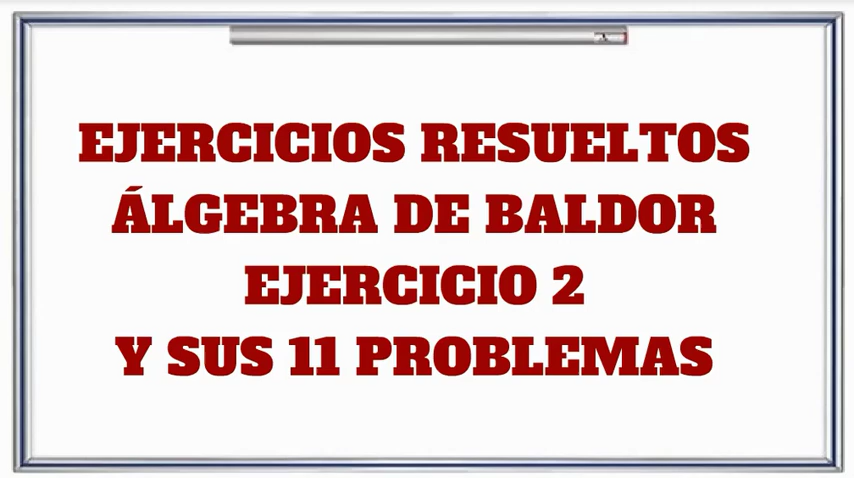 EJERCICIOS RESUELTOS
ÁLGEBRA DE BALDOR
EJERCICIO 2
Y SUS 11 PROBLEMAS